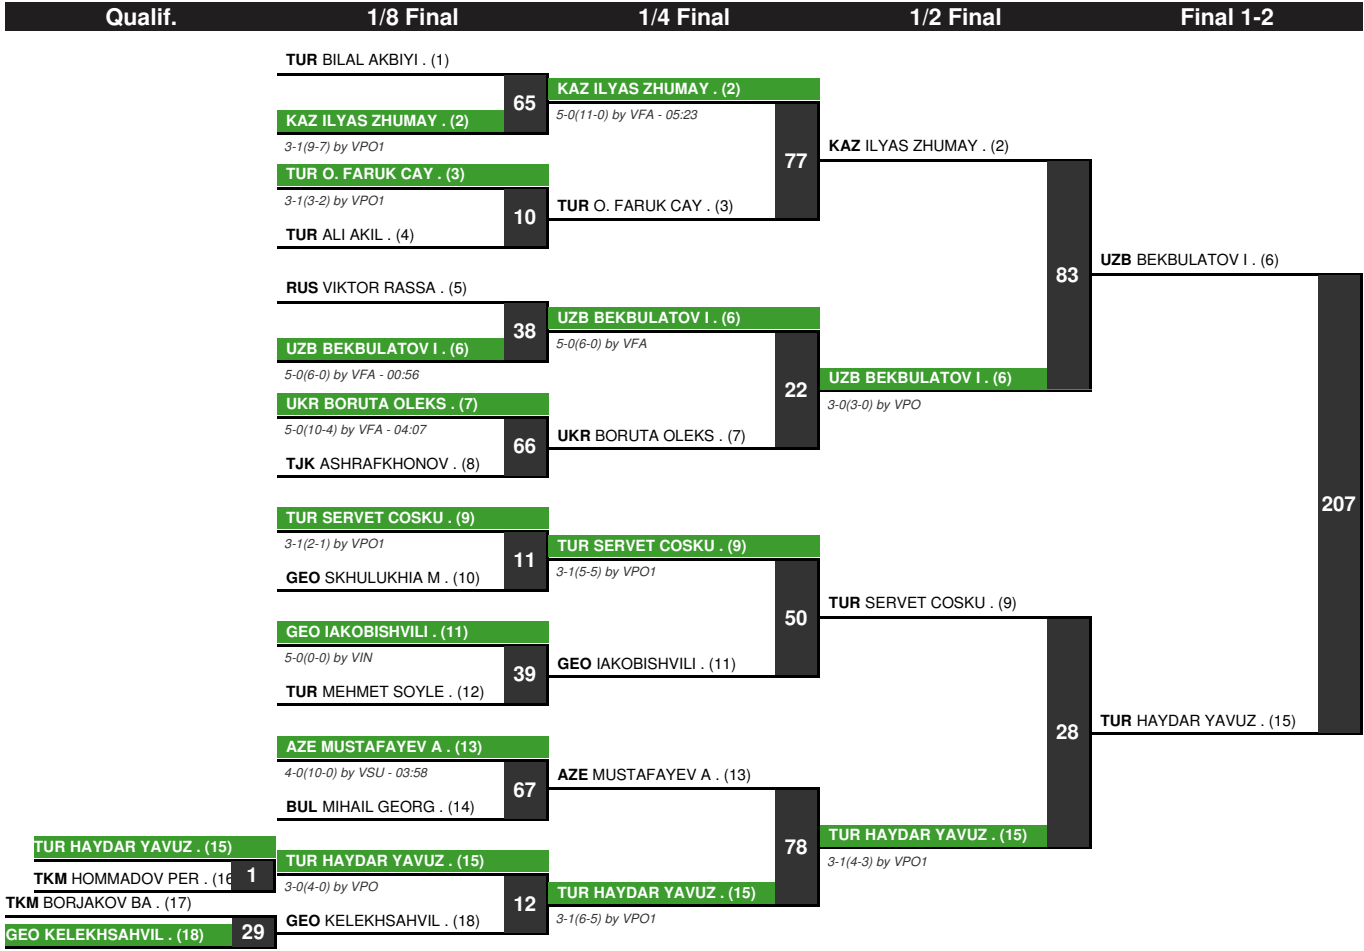 Qualif. 1/8 Final 1/4 Final 1/2 Final Final 1-2
TUR BILAL AKBIYI . (1)
65
KAZ ILYAS ZHUMAY . (2)
3-1(9-7) by VPO1
TUR O. FARUK CAY . (3)
3-1(3-2) by VPO1
10
TUR ALI AKIL . (4)
RUS VIKTOR RASSA . (5)
38
UZB BEKBULATOV I . (6)
5-0(6-0) by VFA - 00:56
UKR BORUTA OLEKS . (7)
5-0(10-4) by VFA - 04:07
66
TJK ASHRAFKHONOV . (8)
TUR SERVET COSKU . (9)
3-1(2-1) by VPO1
11
GEO SKHULUKHIA M . (10)
GEO IAKOBISHVILI . (11)
5-0(0-0) by VIN
39
TUR MEHMET SOYLE . (12)
AZE MUSTAFAYEV A . (13)
4-0(10-0) by VSU - 03:58
67
BUL MIHAIL GEORG . (14)
TUR HAYDAR YAVUZ . (15)
1
TKM HOMMADOV PER . (16
TKM BORJAKOV BA . (17)
29
GEO KELEKHSAHVIL . (18)
TUR HAYDAR YAVUZ . (15)
3-0(4-0) by VPO
12
GEO KELEKHSAHVIL . (18)
KAZ ILYAS ZHUMAY . (2)
5-0(11-0) by VFA - 05:23
77
TUR O. FARUK CAY . (3)
UZB BEKBULATOV I . (6)
5-0(6-0) by VFA
22
UKR BORUTA OLEKS . (7)
TUR SERVET COSKU . (9)
3-1(5-5) by VPO1
50
GEO IAKOBISHVILI . (11)
AZE MUSTAFAYEV A . (13)
78
TUR HAYDAR YAVUZ . (15)
3-1(6-5) by VPO1
KAZ ILYAS ZHUMAY . (2)
83
UZB BEKBULATOV I . (6)
3-0(3-0) by VPO
TUR SERVET COSKU . (9)
28
TUR HAYDAR YAVUZ . (15)
3-1(4-3) by VPO1
UZB BEKBULATOV I . (6)
207
TUR HAYDAR YAVUZ . (15)